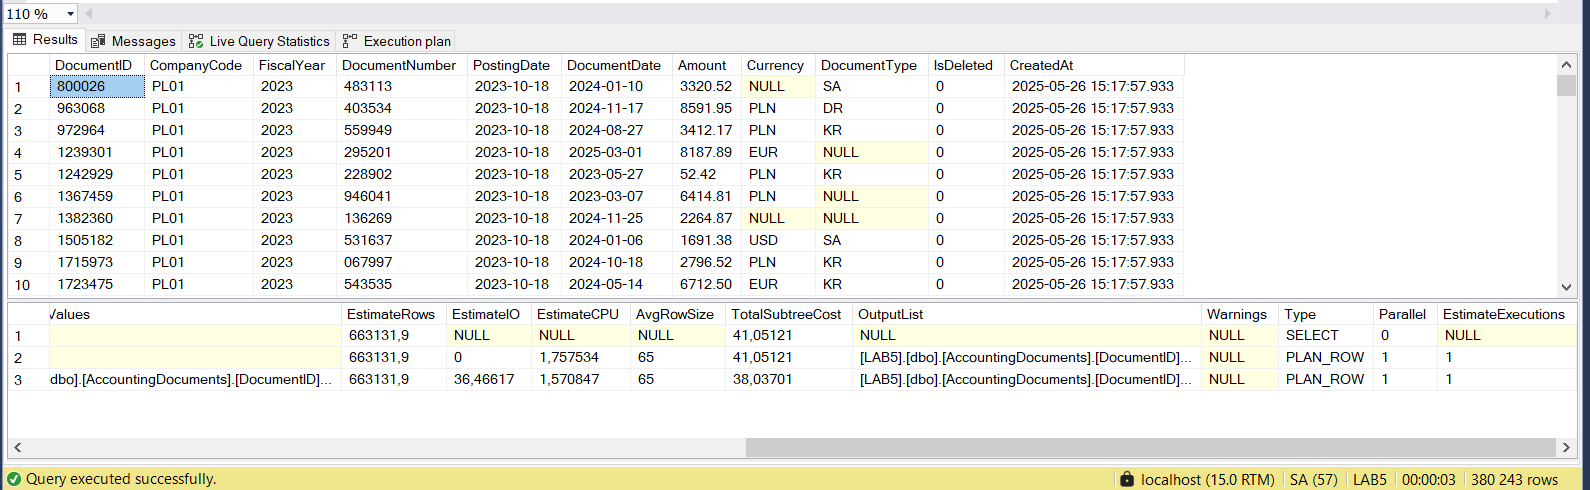 110 %
Results Messages Live Query Statistics Execution plan
DocumentID CompanyCode FiscalYear DocumentNumber PostingDate DocumentDate Amount Currency DocumentType IsDeleted CreatedAt
1 800026 PL01 2023 483113 2023-10-18 2024-01-10 3320.52 NULL SA 0 2025-05-26 15:17:57.933
2 963068 PL01 2023 403534 2023-10-18 2024-11-17 8591.95 PLN DR 0 2025-05-26 15:17:57.933
3 972964 PL01 2023 559949 2023-10-18 2024-08-27 3412.17 PLN KR 0 2025-05-26 15:17:57.933
4 1239301 PL01 2023 295201 2023-10-18 2025-03-01 8187.89 EUR NULL 0 2025-05-26 15:17:57.933
5 1242929 PL01 2023 228902 2023-10-18 2023-05-27 52.42 PLN KR 0 2025-05-26 15:17:57.933
6 1367459 PL01 2023 946041 2023-10-18 2023-03-07 6414.81 PLN NULL 0 2025-05-26 15:17:57.933
7 1382360 PL01 2023 136269 2023-10-18 2024-11-25 2264.87 NULL NULL 0 2025-05-26 15:17:57.933
8 1505182 PL01 2023 531637 2023-10-18 2024-01-06 1691.38 USD SA 0 2025-05-26 15:17:57.933
9 1715973 PL01 2023 067997 2023-10-18 2024-10-18 2796.52 PLN KR 0 2025-05-26 15:17:57.933
10 1723475 PL01 2023 543535 2023-10-18 2024-05-14 6712.50 EUR KR 0 2025-05-26 15:17:57.933
Values EstimateRows EstimateIO EstimateCPU AvgRowSize TotalSubtreeCost OutputList Warnings Type Parallel EstimateExecutions
1 663131,9 NULL NULL NULL 41,05121 NULL NULL SELECT 0 NULL
2 663131,9 0 1,757534 65 41,05121 [LAB5].[dbo].[AccountingDocuments].[DocumentID]... NULL PLAN_ROW 1 1
3 dbo].[AccountingDocuments].[DocumentID]... 663131,9 36,46617 1,570847 65 38,03701 [LAB5].[dbo].[AccountingDocuments].[DocumentID]... NULL PLAN_ROW 1 1
Query executed successfully. localhost (15.0 RTM) SA (57) LAB5 00:00:03 380 243 rows